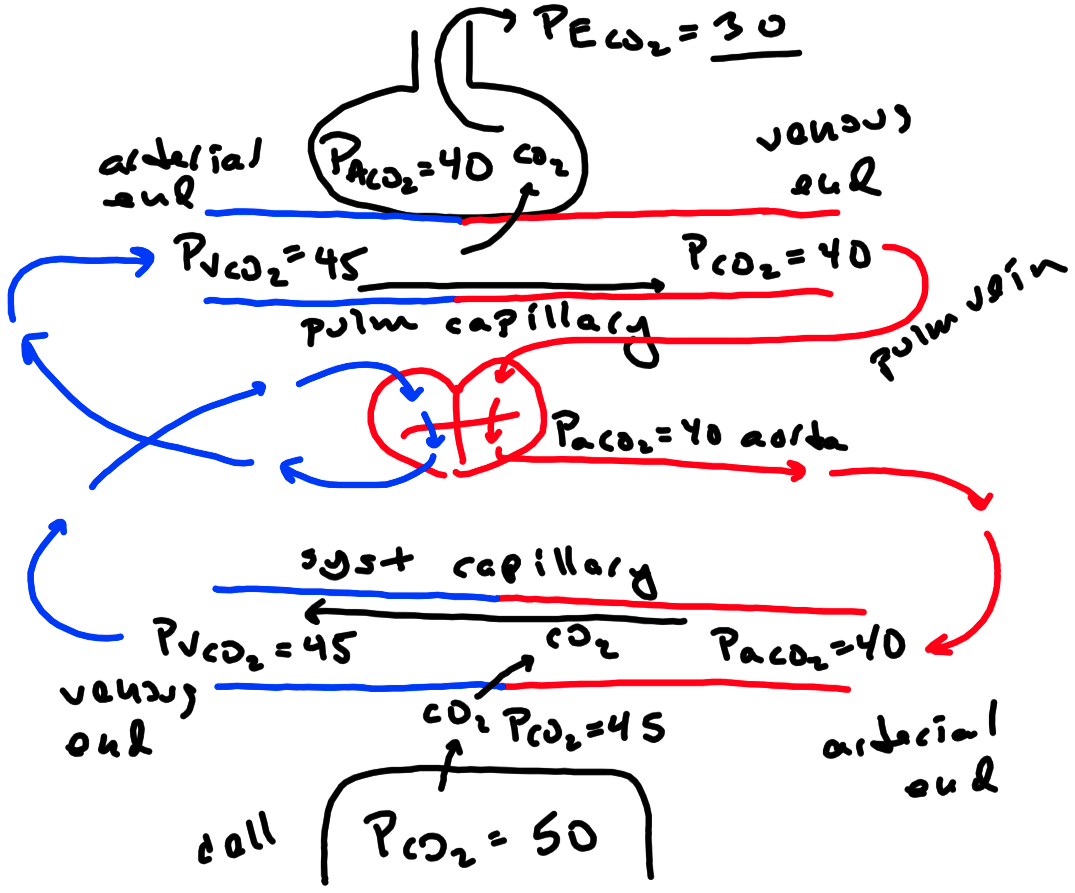 PECO2 = 30
arterial end
venous end
PACO2=40 CO2
PVCO2=45
PCO2=40
pulm capillary
pulm vein
PaCO2=40 aorta
syst capillary
PVCO2=45
CO2
PaCO2=40
venous end
CO2 PCO2=45
arterial end
cell
PCO2 = 50